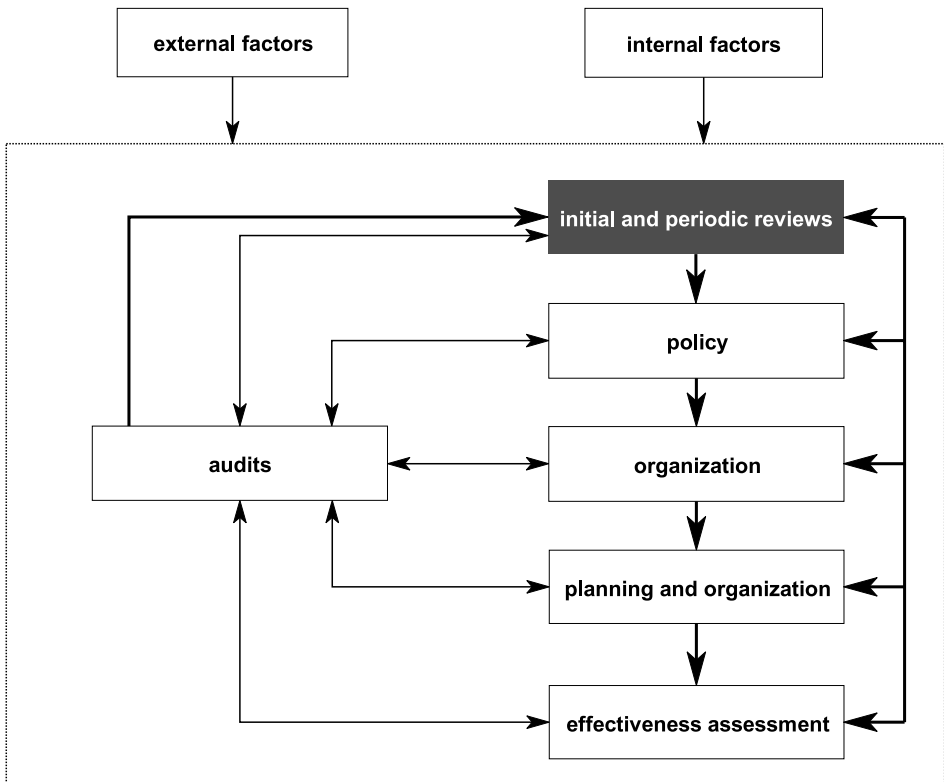 external factors
internal factors
initial and periodic reviews
policy
audits
organization
planning and organization
effectiveness assessment